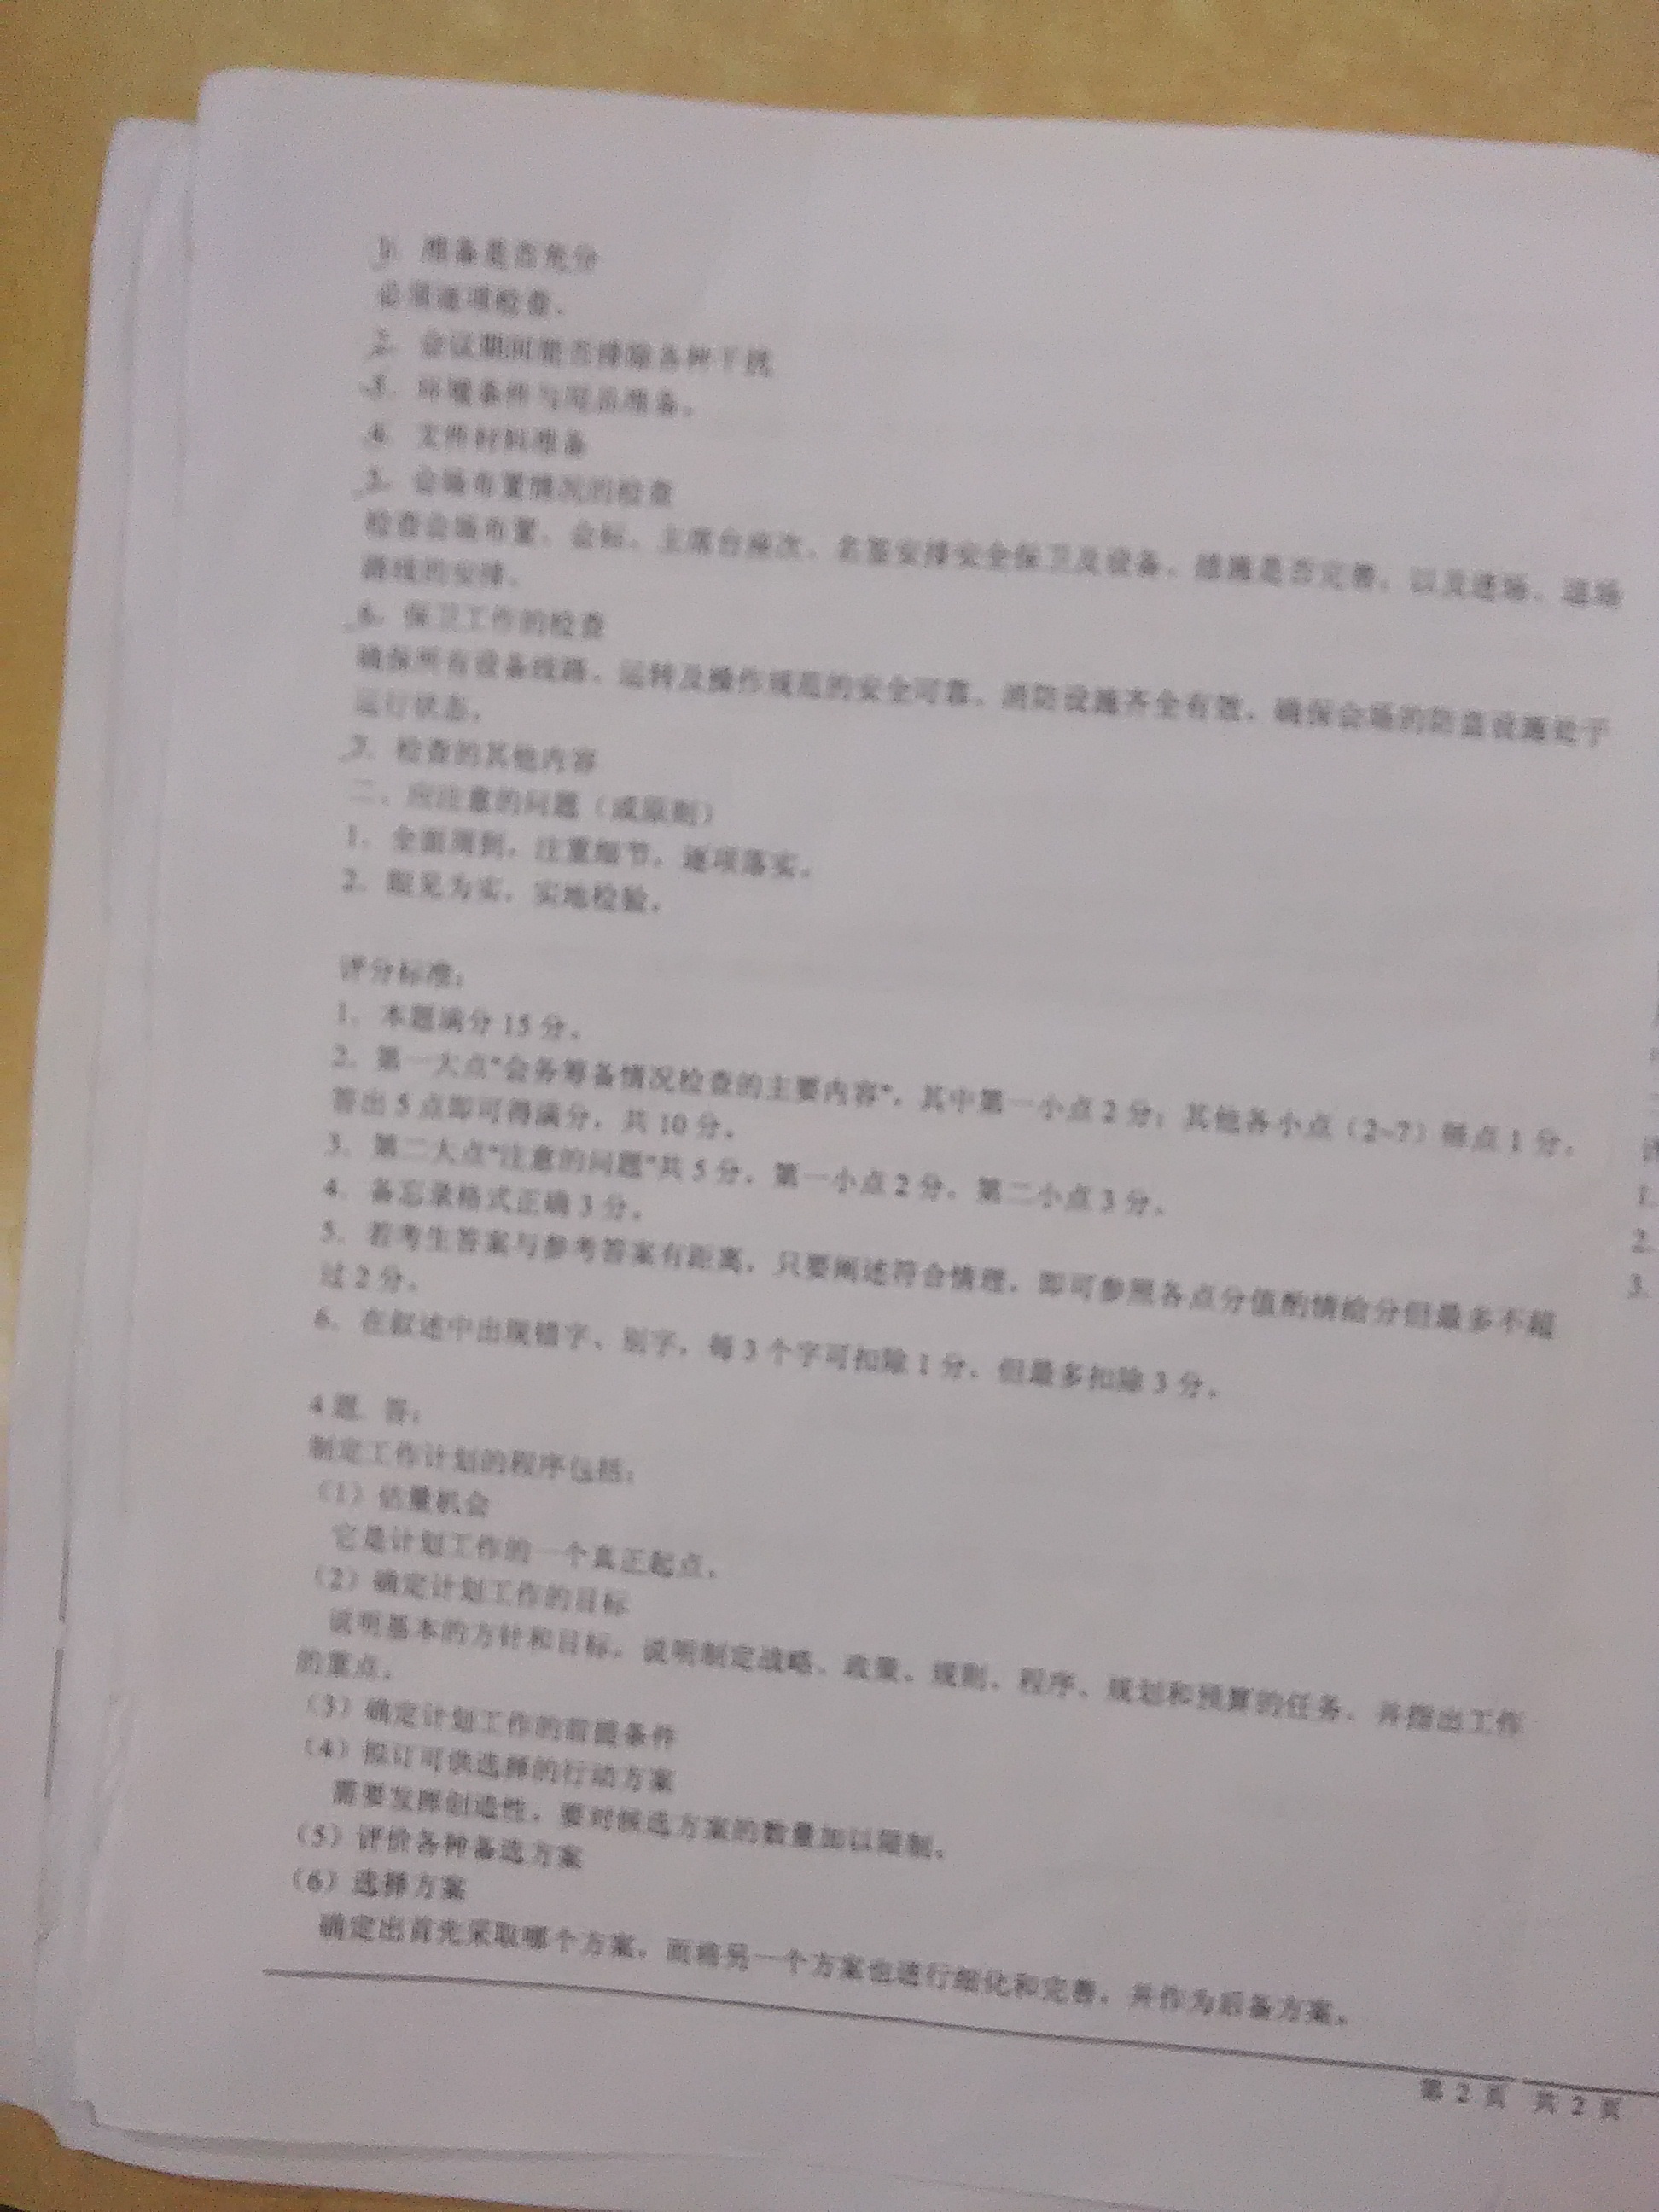 1. 准备是否充分
必须逐项检查。
2. 会议期间能否排除各种干扰
3. 环境条件与用品准备。
4. 文件材料准备
5. 会场布置情况的检查
检查会场布置、会标、主席台座次、名签安排安全保卫及设备、措施是否完善，以及进场、退场
路线的安排。
6. 保卫工作的检查
确保所有设备线路、运转及操作规范的安全可靠，消防设施齐全有效，确保会场的防盗设施处于
运行状态。
7. 检查的其他内容
二、应注意的问题（或原则）
1. 全面周到，注重细节，逐项落实。
2. 眼见为实，实地检验。
评分标准：
1. 本题满分 15 分。
2. 第一大点“会务筹备情况检查的主要内容”，其中第一小点 2 分；其他各小点（2-7）每点 1 分，
答出 5 点即可得满分，共 10 分。
3. 第二大点“注意的问题”共 5 分，第一小点 2 分，第二小点 3 分。
4. 备忘录格式正确 3 分。
5. 若考生答案与参考答案有距离，只要阐述符合情理，即可参照各点分值酌情给分但最多不超
过 2 分。
6. 在叙述中出现错字、别字，每 3 个字可扣除 1 分，但最多扣除 3 分。
4 题 答：
制定工作计划的程序包括：
（1）估量机会
它是计划工作的一个真正起点。
（2）确定计划工作的目标
说明基本的方针和目标，说明制定战略、政策、规则、程序、规划和预算的任务，并指出工作
的重点。
（3）确定计划工作的前提条件
（4）拟订可供选择的行动方案
需要发挥创造性，要对候选方案的数量加以限制。
（5）评价各种备选方案
（6）选择方案
确定出首先采取哪个方案，而将另一个方案也进行细化和完善，并作为后备方案。
第 2 页 共 2 页
1.
2.
3.